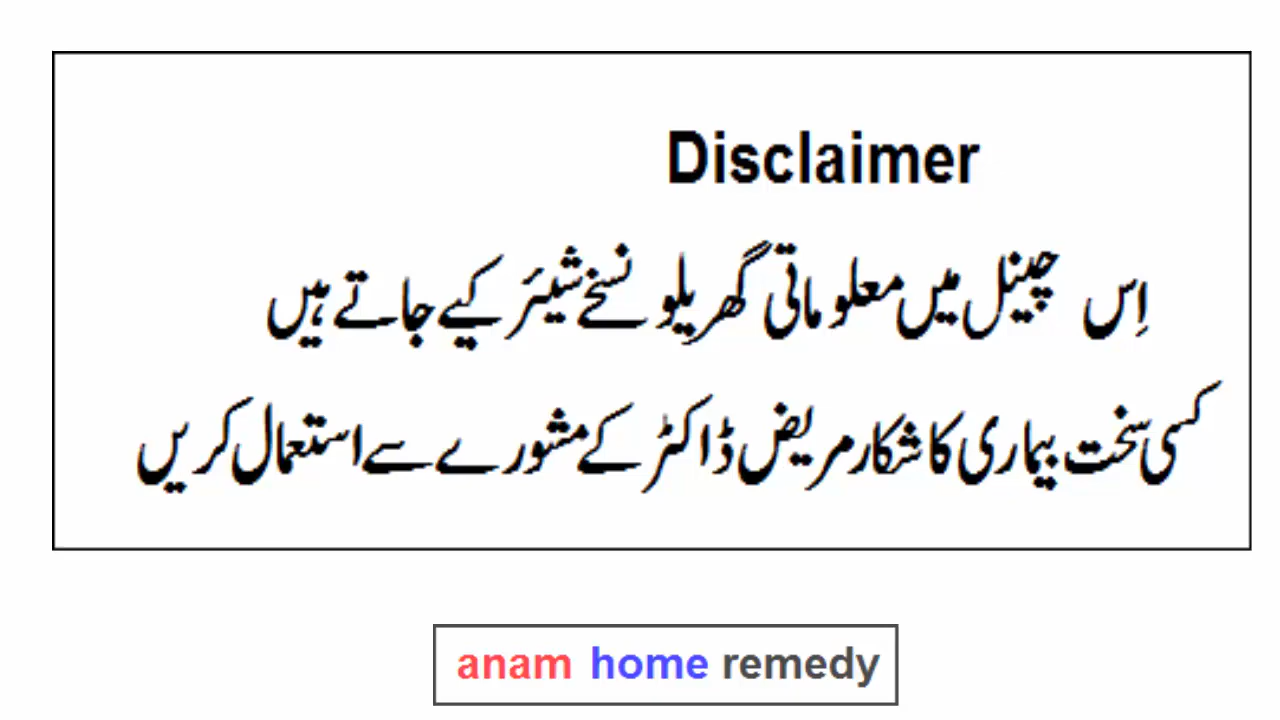 Disclaimer
اِس چینل میں معلوماتی گھریلو نسخے شیئر کیے جاتے ہیں
کسی سخت بیماری کا شکار مریض ڈاکٹر کے مشورے سے استعمال کریں
anam home remedy